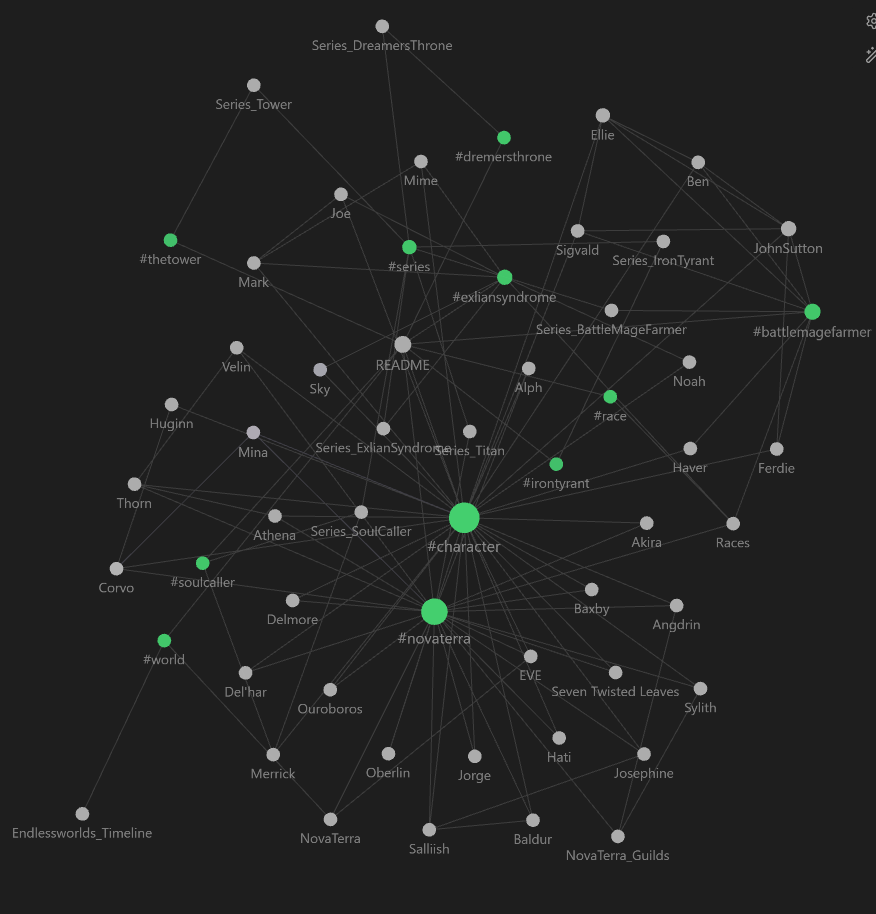 Series_DreamersThrone
Series_Tower
Ellie
#dremersthrone
Mime
Ben
Joe
JohnSutton
Sigvald
#thetower
#series
Series_IronTyrant
Mark
#exliansyndrome
Series_BattleMageFarmer
#battlemagefarmer
README
Velin
Sky
Alph
Noah
#race
Huginn
Mina
Series_ExlianSyndrome
Series_Titan
Haver
Ferdie
#irontyrant
Thorn
Athena
Series_SoulCaller
#character
Akira
Races
Corvo
#soulcaller
Delmore
Baxby
Angdrin
#novaterra
#world
EVE
Del'har
Seven Twisted Leaves
Ouroboros
Sylith
Merrick
Oberlin
Jorge
Hati
Josephine
Endlessworlds_Timeline
NovaTerra
Salliish
Baldur
NovaTerra_Guilds